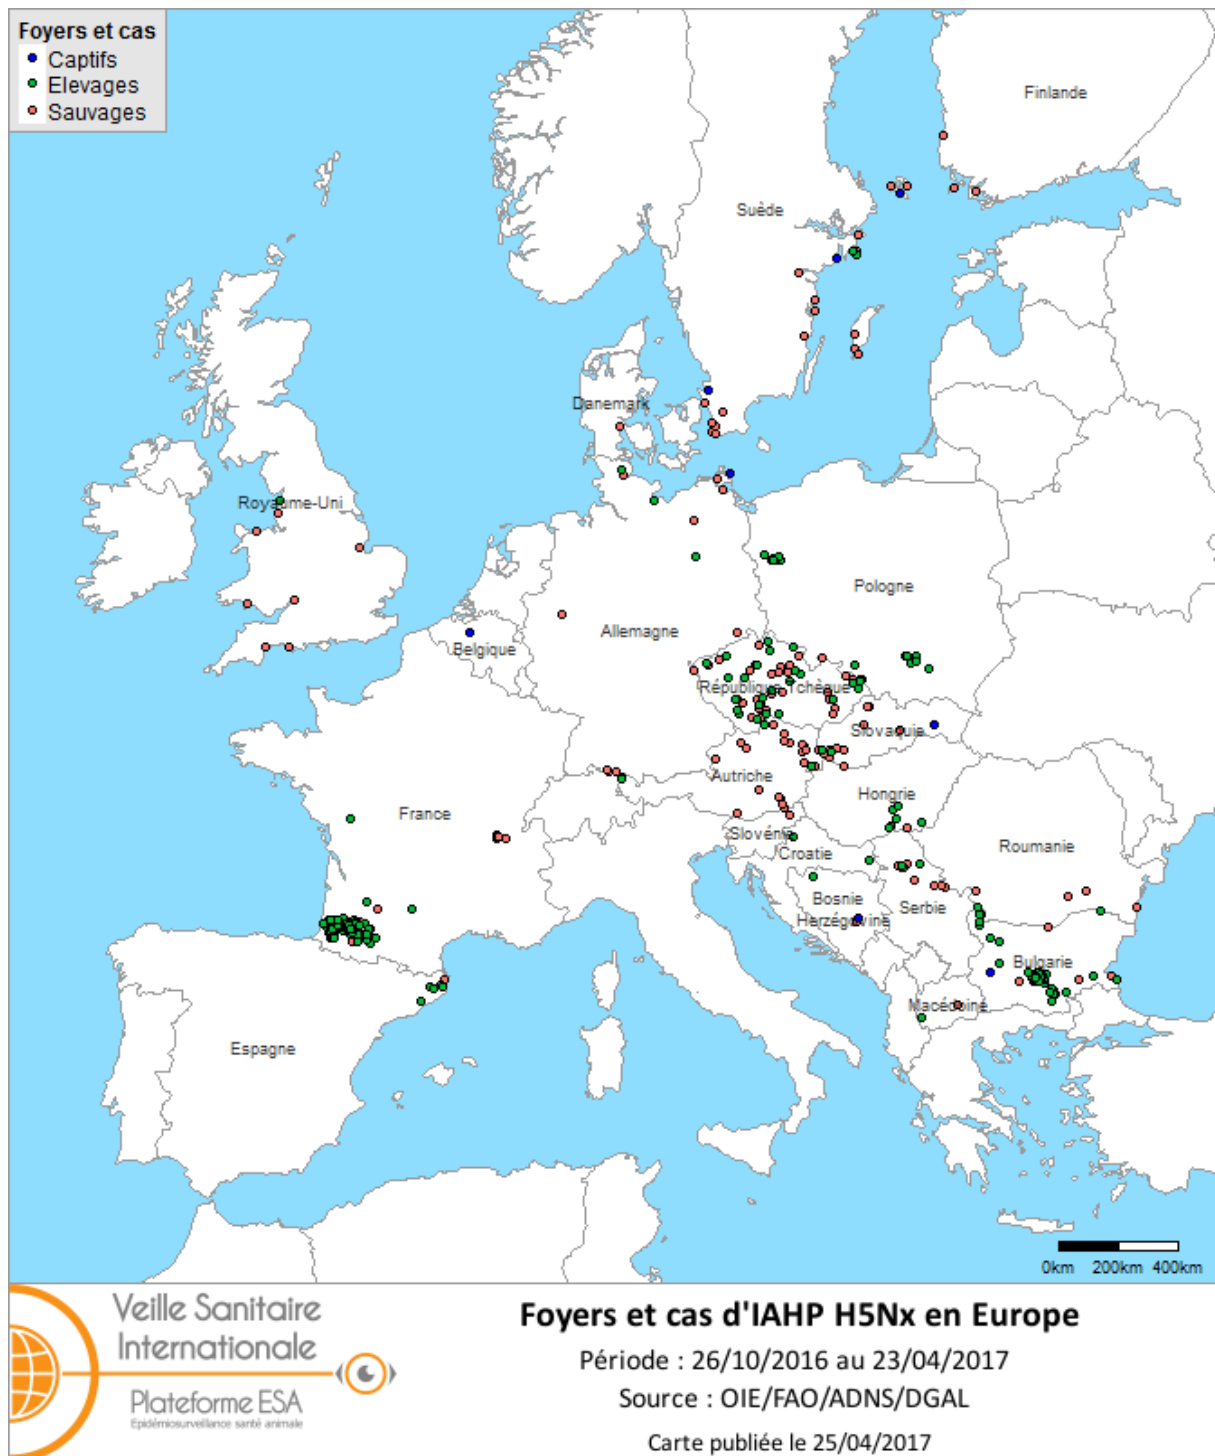 Foyers et cas
Captifs
Elevages
Sauvages
Finlande
Suède
Danemark
Royaume-Uni
Pologne
Allemagne
Belgique
République Tchèque
Slovaquie
Autriche
Hongrie
France
Slovénie
Croatie
Roumanie
Bosnie
Herzégovine
Serbie
Bulgarie
Macédoine
Espagne
0km 200km 400km
Veille Sanitaire
Internationale
Plateforme ESA
Epidémiosurveillance santé animale
Foyers et cas d'IAHP H5Nx en Europe
Période : 26/10/2016 au 23/04/2017
Source : OIE/FAO/ADNS/DGAL
Carte publiée le 25/04/2017